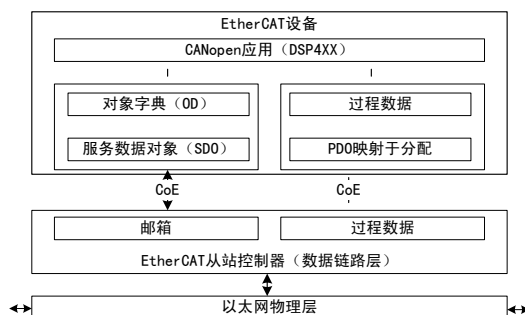 EtherCAT设备
CANopen应用（DSP4XX）
对象字典（OD） 过程数据
服务数据对象（SDO） PDO映射于分配
CoE CoE
邮箱 过程数据
EtherCAT从站控制器（数据链路层）
以太网物理层